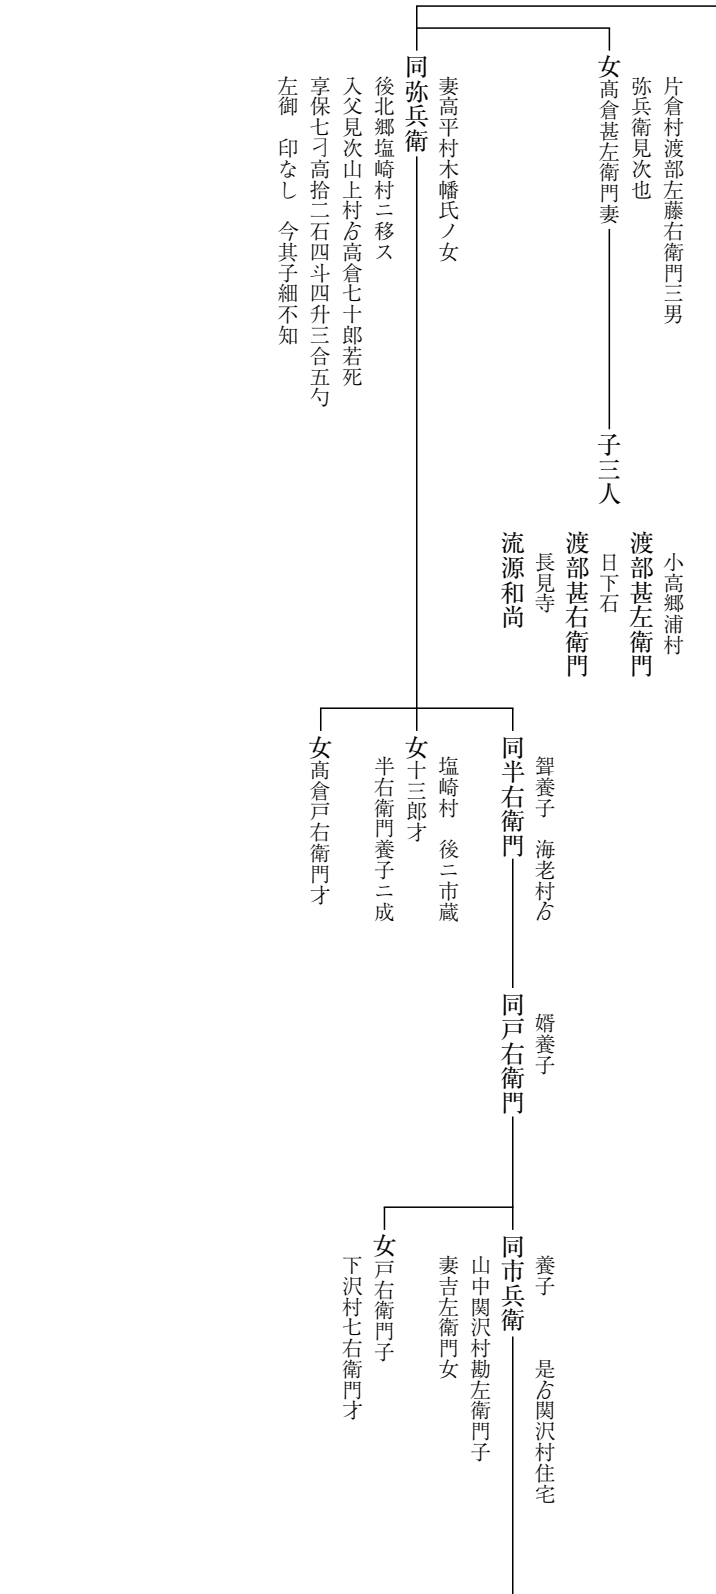 片倉村渡部左藤右衛門三男
弥兵衛見次也
女高倉甚左衛門妻
子三人
小高郷浦村
渡部甚左衛門
日下石
渡部甚右衛門
長見寺
流源和尚
妻高平村木幡氏ノ女
同弥兵衛
後北郷塩崎村ニ移ス
入父見次山上村ゟ高倉七十郎若死
享保七刁高拾二石四斗四升三合五勺
左御　印なし　今其子細不知
聟養子　海老村ゟ
同半右衛門
塩崎村　後ニ市蔵
女十三郎才
半右衛門養子ニ成
女髙倉戸右衛門才
婿養子
同戸右衛門
養子　　　是ゟ関沢村住宅
同市兵衛
山中関沢村勘左衛門子
妻吉左衛門女
女戸右衛門子
下沢村七右衛門才